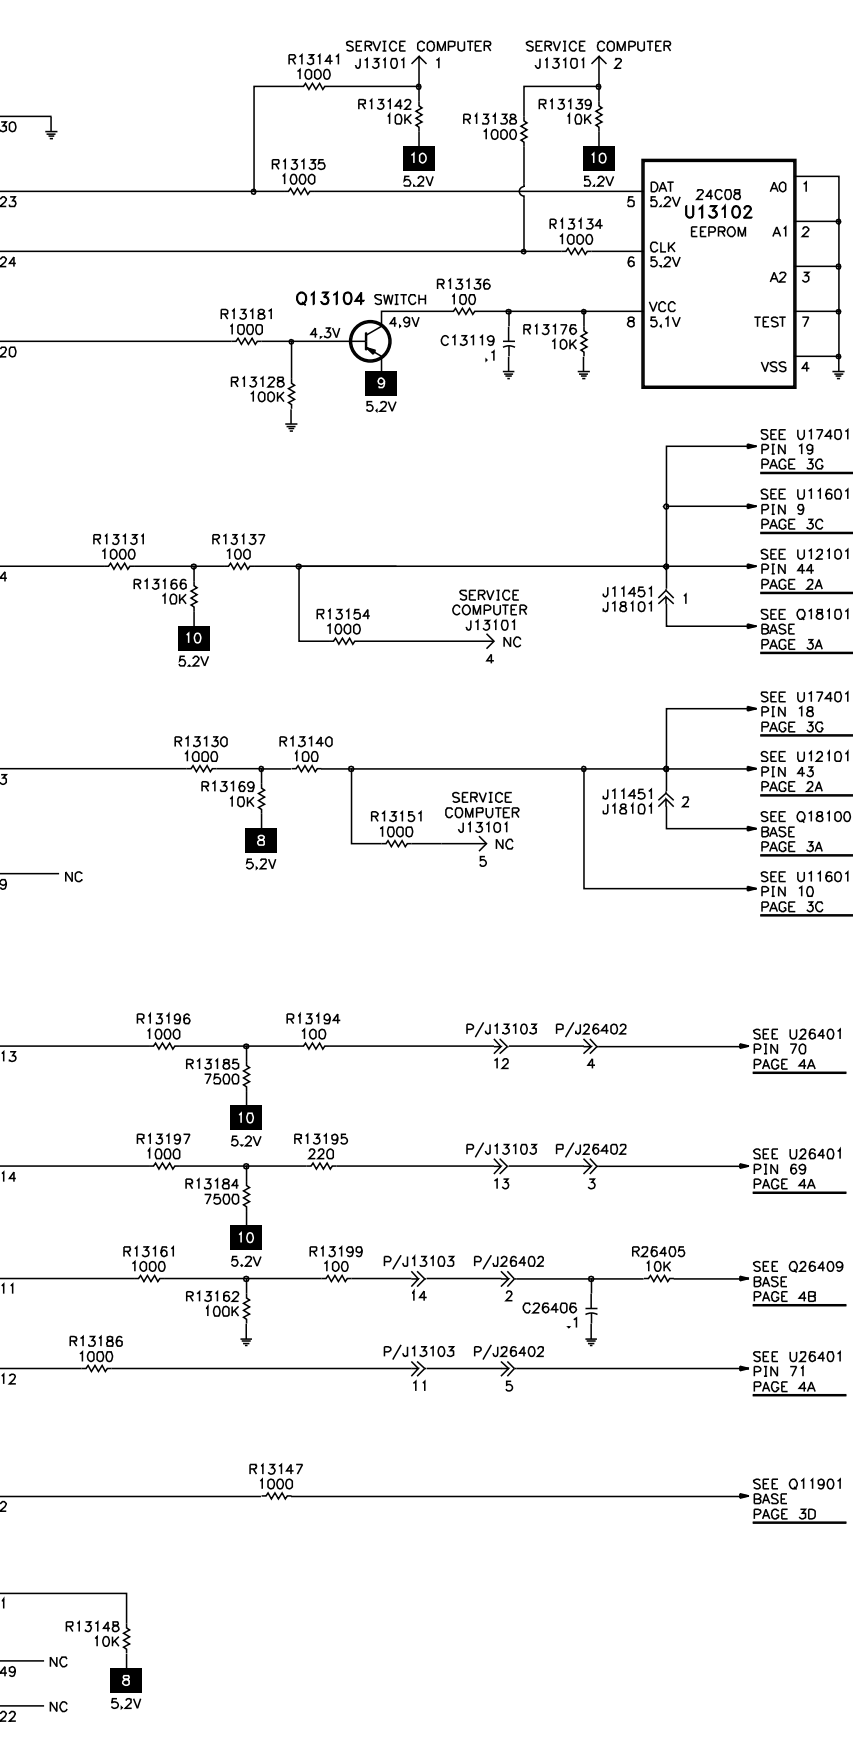 SERVICE COMPUTER
J13101 1
SERVICE COMPUTER
J13101 2
R13141
1000
R13142
10K
R13138
1000
R13139
10K
30
10
5.2V
10
5.2V
R13135
1000
23
5
DAT
5.2V
24C08
U13102
EEPROM
A0 1
A1 2
A2 3
TEST 7
VSS 4
R13134
1000
24
6
CLK
5.2V
R13136
100
Q13104 SWITCH
4.9V
8
VCC
5.1V
R13181
1000
4.3V
C13119
.1
R13176
10K
20
R13128
100K
9
5.2V
SEE U17401
PIN 19
PAGE 3G
SEE U11601
PIN 9
PAGE 3C
R13131
1000
R13137
100
SEE U12101
PIN 44
PAGE 2A
4
R13166
10K
10
5.2V
R13154
1000
SERVICE
COMPUTER
J13101
NC
4
J11451
J18101
1
SEE Q18101
BASE
PAGE 3A
SEE U17401
PIN 18
PAGE 3G
R13130
1000
R13140
100
SEE U12101
PIN 43
PAGE 2A
3
R13169
10K
8
5.2V
R13151
1000
SERVICE
COMPUTER
J13101
NC
5
J11451
J18101
2
SEE Q18100
BASE
PAGE 3A
9
NC
SEE U11601
PIN 10
PAGE 3C
R13196
1000
R13194
100
P/J13103
12
P/J26402
4
SEE U26401
PIN 70
PAGE 4A
13
R13185
7500
10
5.2V
R13197
1000
R13195
220
P/J13103
13
P/J26402
3
SEE U26401
PIN 69
PAGE 4A
14
R13184
7500
10
5.2V
R13161
1000
R13199
100
P/J13103
14
P/J26402
2
R26405
10K
SEE Q26409
BASE
PAGE 4B
11
R13162
100K
C26406
.1
R13186
1000
P/J13103
11
P/J26402
5
SEE U26401
PIN 71
PAGE 4A
12
R13147
1000
SEE Q11901
BASE
PAGE 3D
2
1
R13148
10K
8
5.2V
49
NC
22
NC